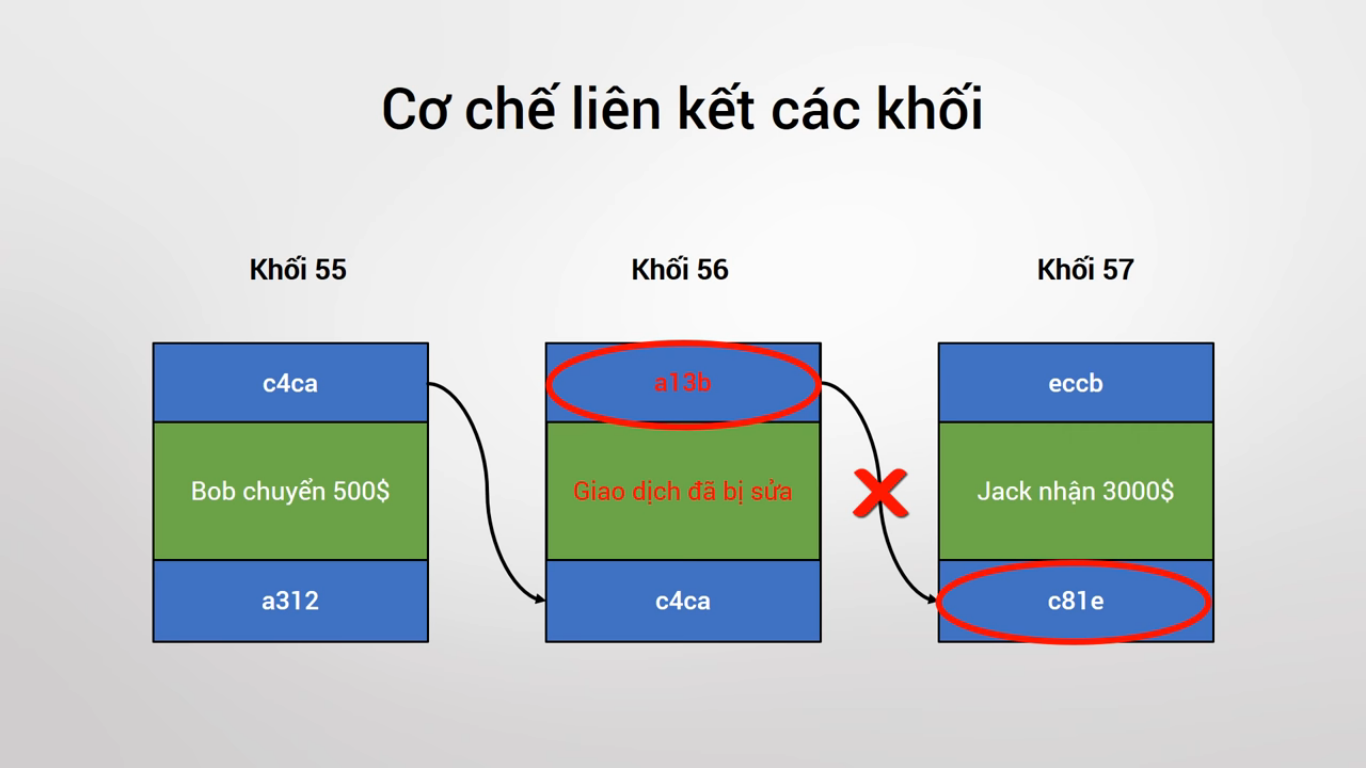 Cơ chế liên kết các khối
Khối 55
Khối 56
Khối 57
c4ca
a13b
eccb
Bob chuyển 500$
Giao dịch đã bị sửa
Jack nhận 3000$
a312
c4ca
c81e